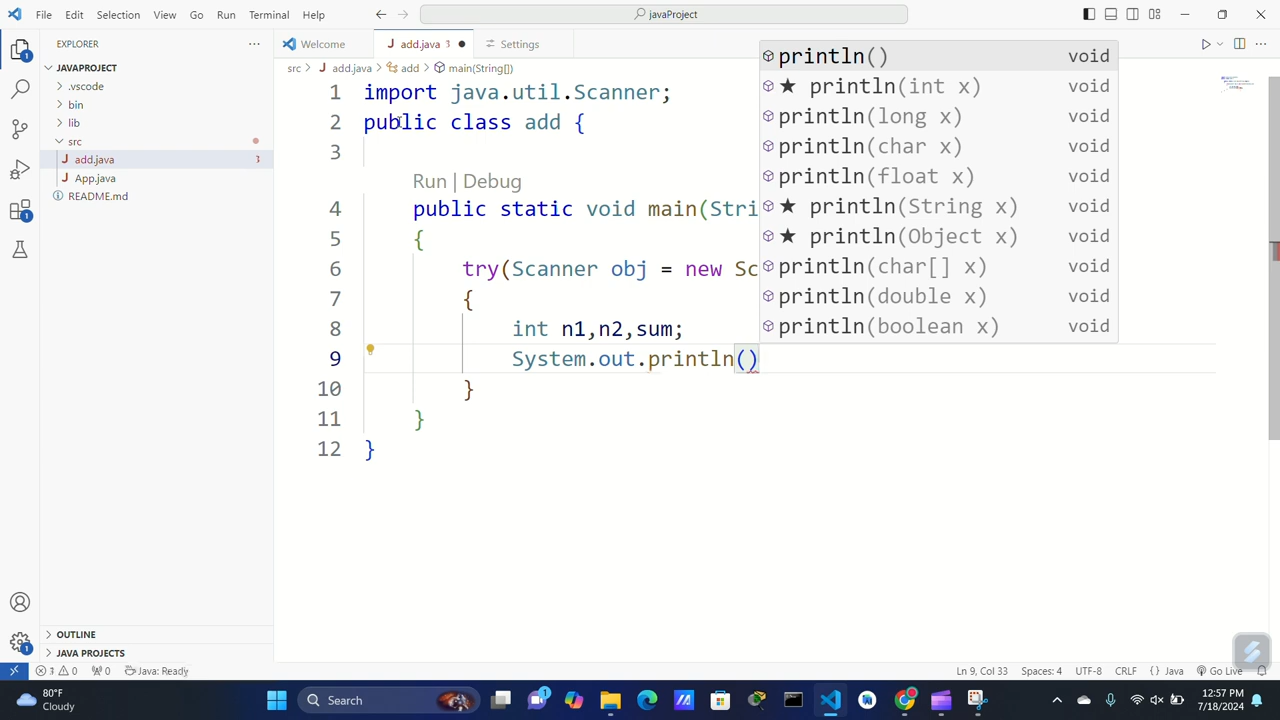 File Edit Selection View Go Run Terminal Help
javaProject
EXPLORER
Welcome
add.java 3
Settings
JAVAPROJECT
.vscode
bin
lib
src
add.java 3
App.java
README.md
src > add.java > add > main(String[])
1 import java.util.Scanner;
2 public class add {
3
Run | Debug
4 public static void main(Stri
5 {
6 try(Scanner obj = new Sc
7 {
8 int n1,n2,sum;
9 System.out.println()
10 }
11 }
12 }
println() void
★ println(int x) void
println(long x) void
println(char x) void
println(float x) void
★ println(String x) void
★ println(Object x) void
println(char[] x) void
println(double x) void
println(boolean x) void
1
1
1
OUTLINE
JAVA PROJECTS
3 0 0 Java: Ready
Ln 9, Col 33 Spaces: 4 UTF-8 CRLF {} Java Go Live
80°F
Cloudy
Search
1
12:57 PM
7/18/2024